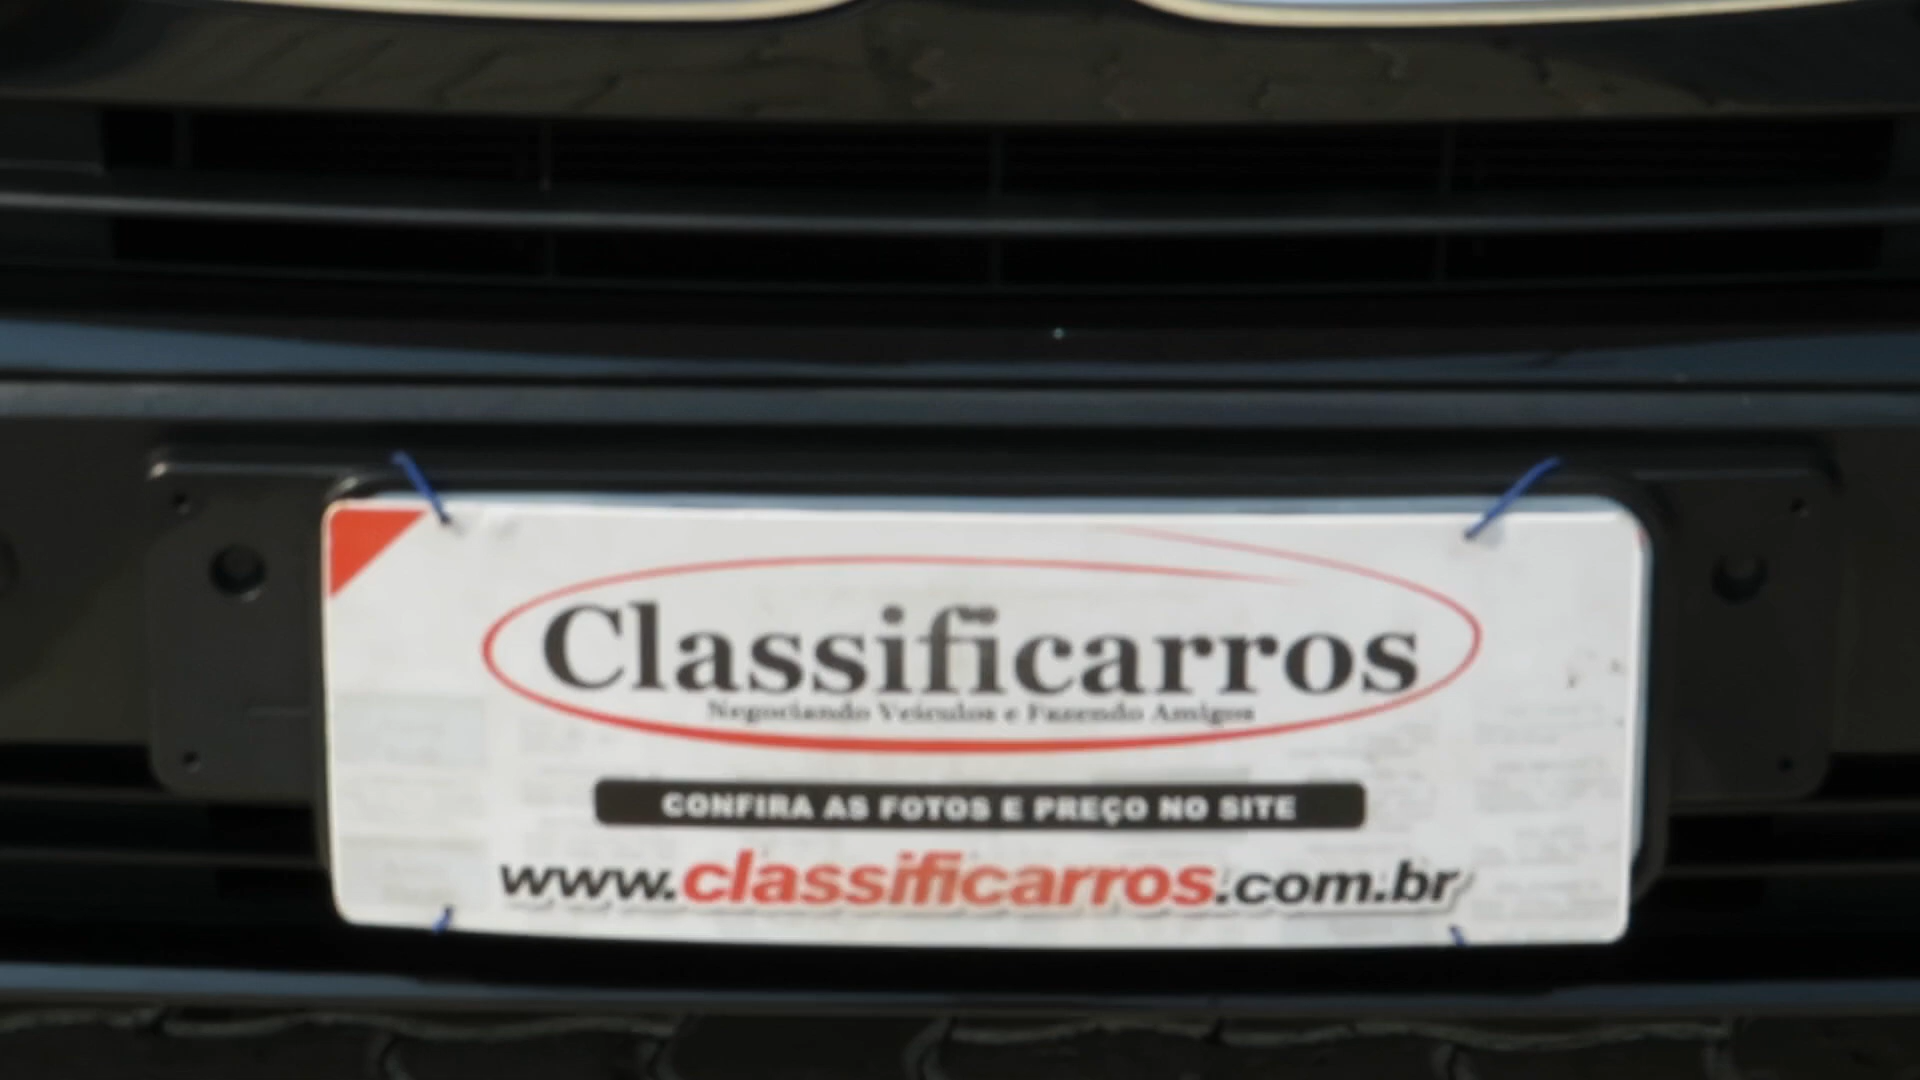 Classificarros
Negociando Veículos e Fazendo Amigos
CONFIRA AS FOTOS E PREÇO NO SITE
www.classificarros.com.br